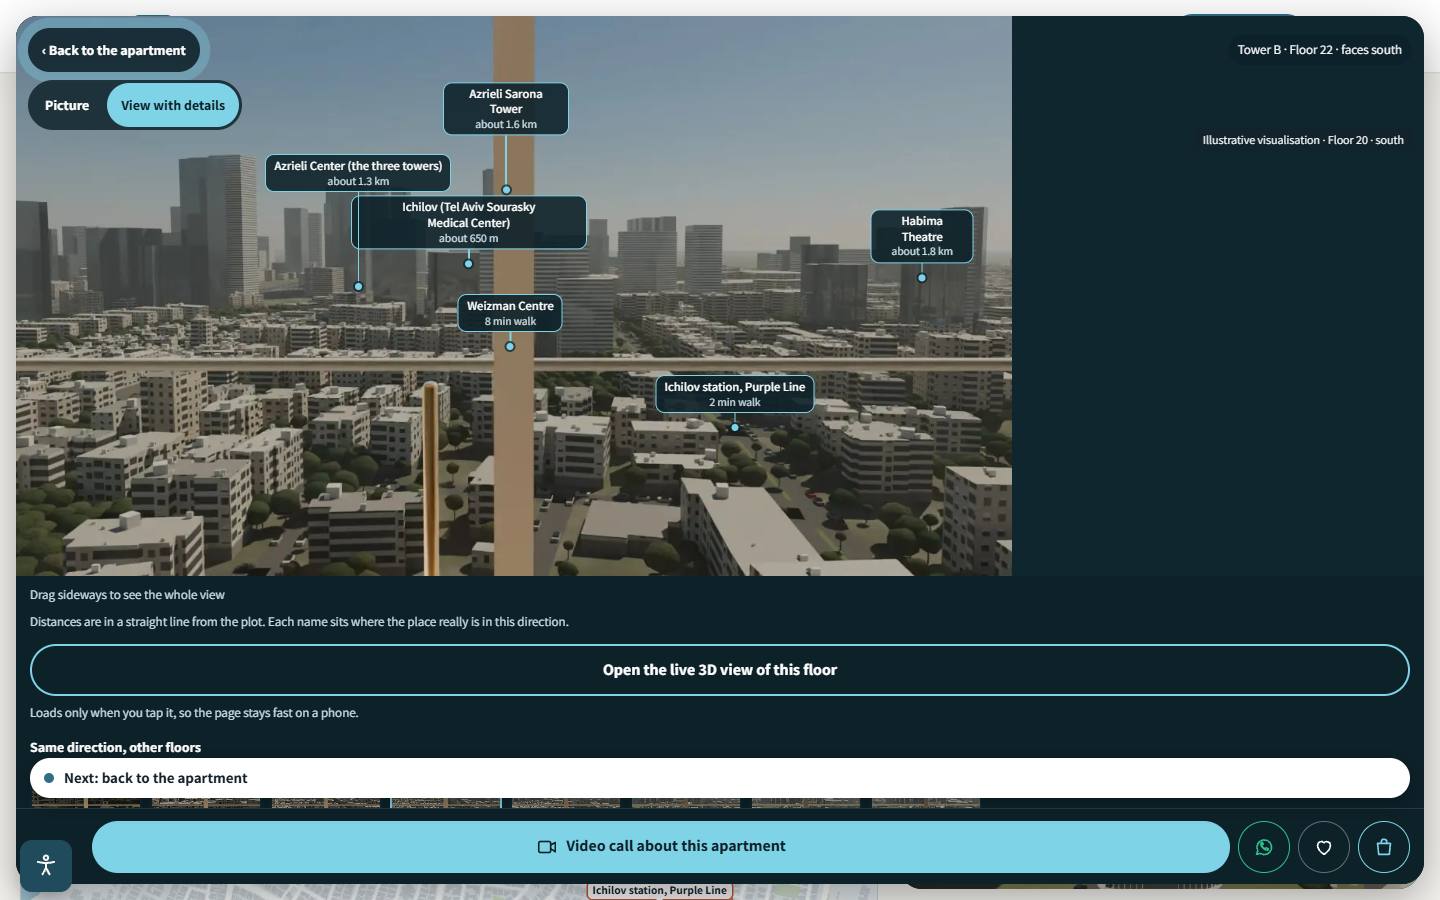 ‹ Back to the apartment
Tower B · Floor 22 · faces south
Picture
View with details
Illustrative visualisation · Floor 20 · south
Azrieli Sarona
Tower
about 1.6 km
Azrieli Center (the three towers)
about 1.3 km
Ichilov (Tel Aviv Sourasky
Medical Center)
about 650 m
Habima
Theatre
about 1.8 km
Weizman Centre
8 min walk
Ichilov station, Purple Line
2 min walk
Drag sideways to see the whole view
Distances are in a straight line from the plot. Each name sits where the place really is in this direction.
Open the live 3D view of this floor
Loads only when you tap it, so the page stays fast on a phone.
Same direction, other floors
Next: back to the apartment
Video call about this apartment
Ichilov station, Purple Line